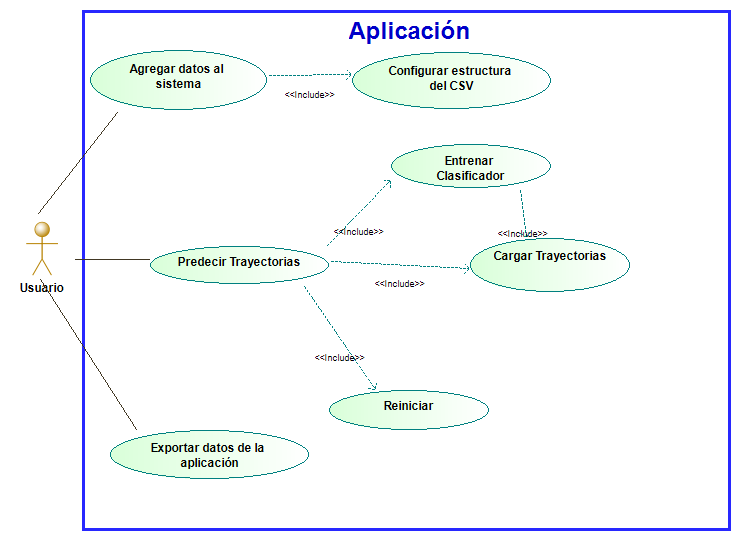 Aplicación
Agregar datos al
sistema
<<Include>>
Configurar estructura
del CSV
Entrenar
Clasificador
<<Include>>
<<Include>>
Usuario
Predecir Trayectorias
<<Include>>
Cargar Trayectorias
<<Include>>
Reiniciar
Exportar datos de la
aplicación